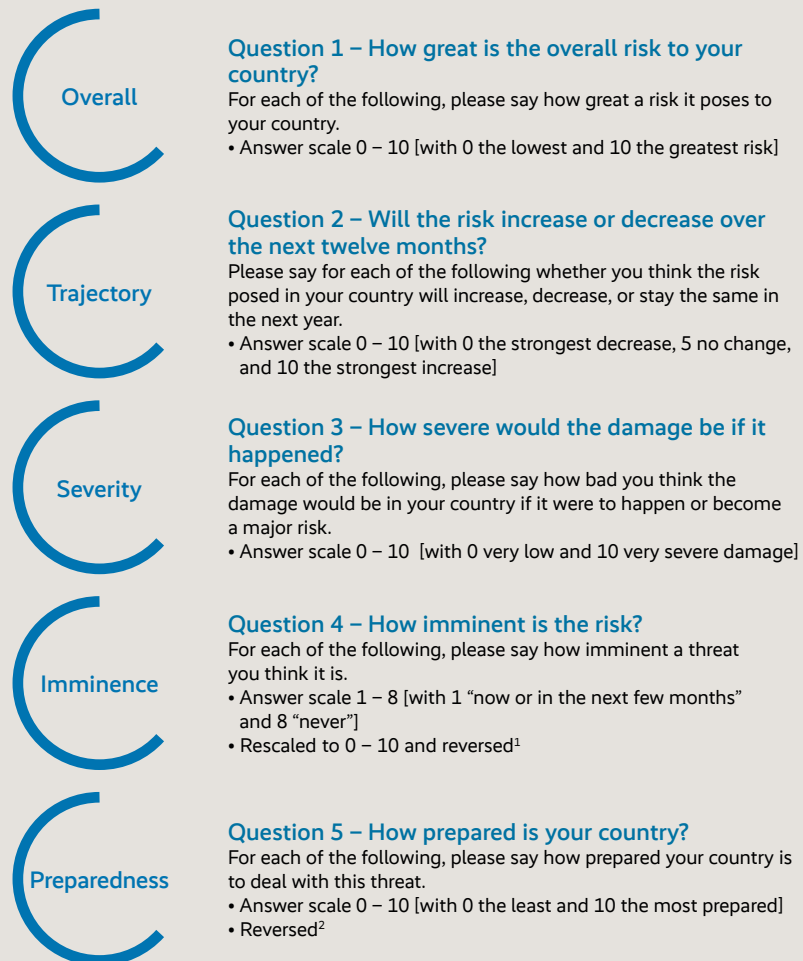 Overall
Question 1 – How great is the overall risk to your
country?
For each of the following, please say how great a risk it poses to
your country.
• Answer scale 0 – 10 [with 0 the lowest and 10 the greatest risk]
Trajectory
Question 2 – Will the risk increase or decrease over
the next twelve months?
Please say for each of the following whether you think the risk
posed in your country will increase, decrease, or stay the same in
the next year.
• Answer scale 0 – 10 [with 0 the strongest decrease, 5 no change,
and 10 the strongest increase]
Severity
Question 3 – How severe would the damage be if it
happened?
For each of the following, please say how bad you think the
damage would be in your country if it were to happen or become
a major risk.
• Answer scale 0 – 10 [with 0 very low and 10 very severe damage]
Imminence
Question 4 – How imminent is the risk?
For each of the following, please say how imminent a threat
you think it is.
• Answer scale 1 – 8 [with 1 “now or in the next few months”
and 8 “never”]
• Rescaled to 0 – 10 and reversed¹
Preparedness
Question 5 – How prepared is your country?
For each of the following, please say how prepared your country is
to deal with this threat.
• Answer scale 0 – 10 [with 0 the least and 10 the most prepared]
• Reversed²